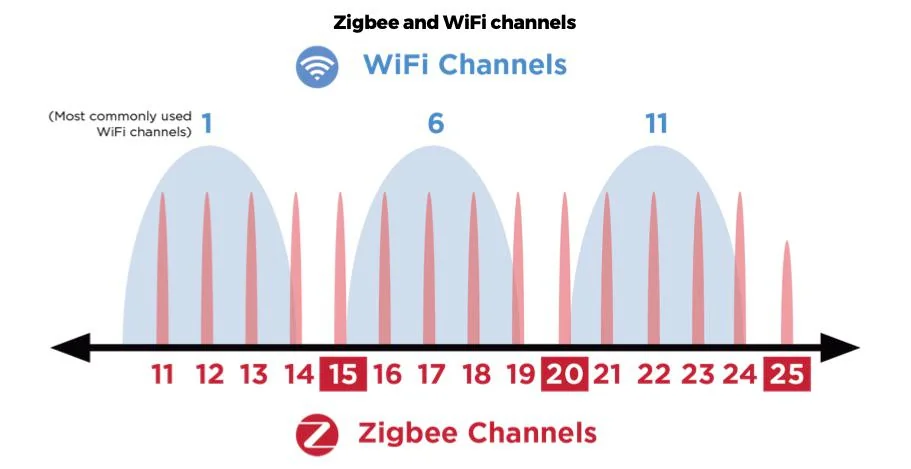 Zigbee and WiFi channels
WiFi Channels
(Most commonly used
WiFi channels)
1 6 11
11 12 13 14 15 16 17 18 19 20 21 22 23 24 25
Zigbee Channels